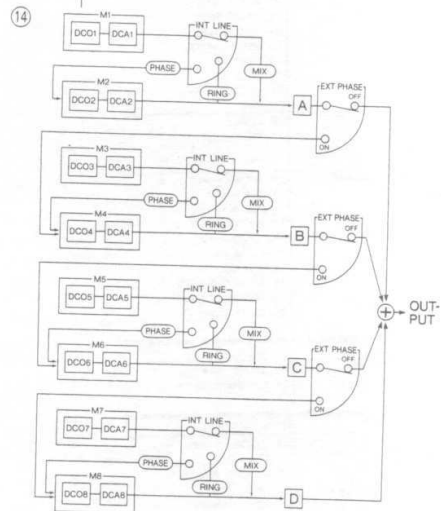 14
M1
DCO1 DCA1
INT LINE
PHASE
MIX
RING
M2
DCO2 DCA2
A
EXT PHASE
OFF
ON
M3
DCO3 DCA3
INT LINE
PHASE
MIX
RING
M4
DCO4 DCA4
B
EXT PHASE
OFF
ON
M5
DCO5 DCA5
INT LINE
PHASE
MIX
RING
M6
DCO6 DCA6
C
EXT PHASE
OFF
ON
OUT-
PUT
M7
DCO7 DCA7
INT LINE
PHASE
MIX
RING
M8
DCO8 DCA8
D